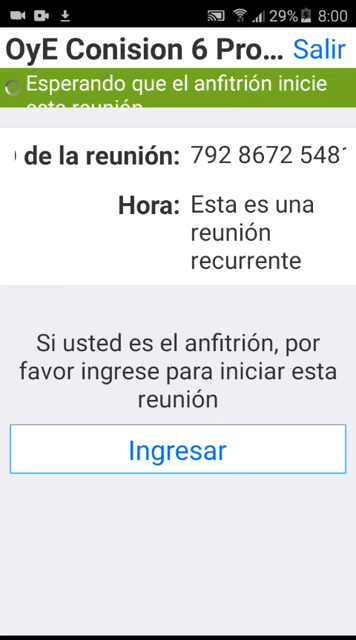 29% 8:00
OyE Conision 6 Pro... Salir
Esperando que el anfitrión inicie
esta reunión
de la reunión: 792 8672 548
Hora: Esta es una
reunión
recurrente
Si usted es el anfitrión, por
favor ingrese para iniciar esta
reunión
Ingresar